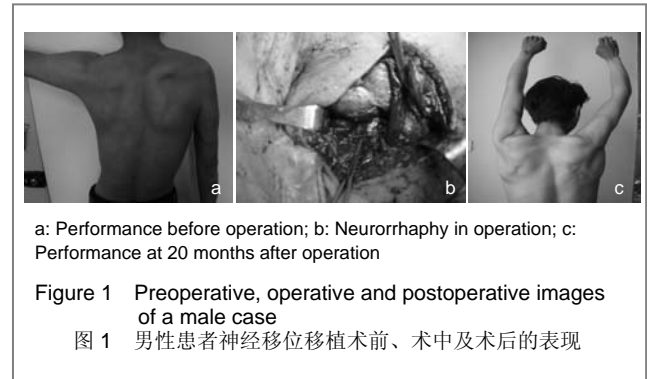 a
b
c
a: Performance before operation; b: Neurorrhaphy in operation; c:
Performance at 20 months after operation
Figure 1 Preoperative, operative and postoperative images
of a male case
图 1 男性患者神经移位移植术前、术中及术后的表现